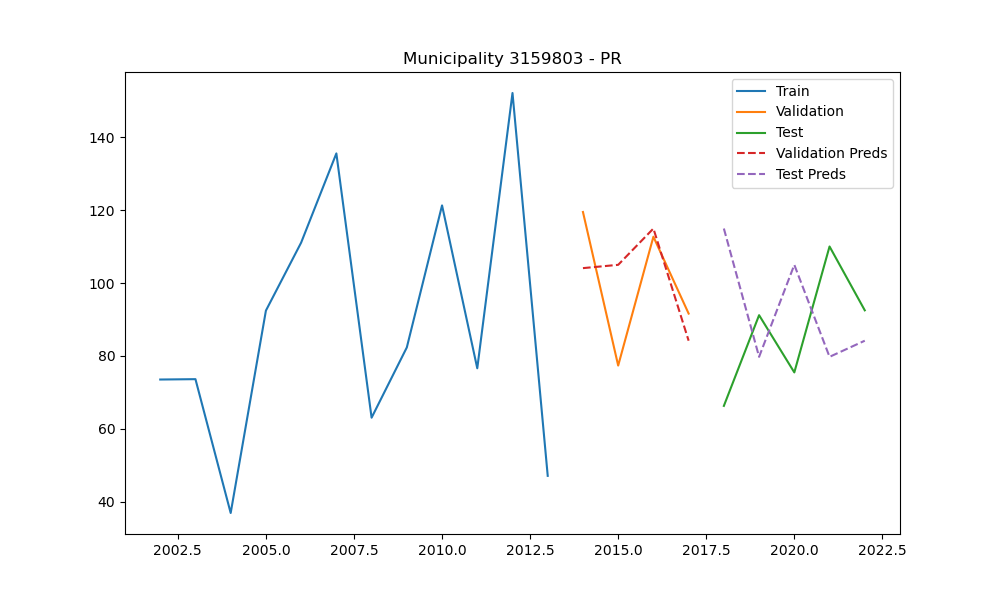 Municipality 3159803 - PR
Train
Validation
Test
Validation Preds
Test Preds
140
120
100
80
60
40
2002.5 2005.0 2007.5 2010.0 2012.5 2015.0 2017.5 2020.0 2022.5